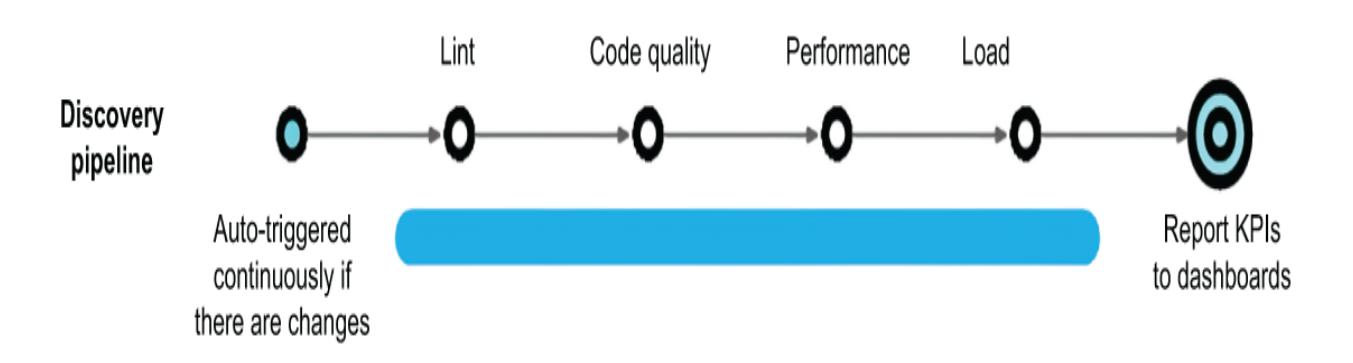 Lint
Code quality
Performance
Load
Discovery
pipeline
Auto-triggered
continuously if
there are changes
Report KPIs
to dashboards